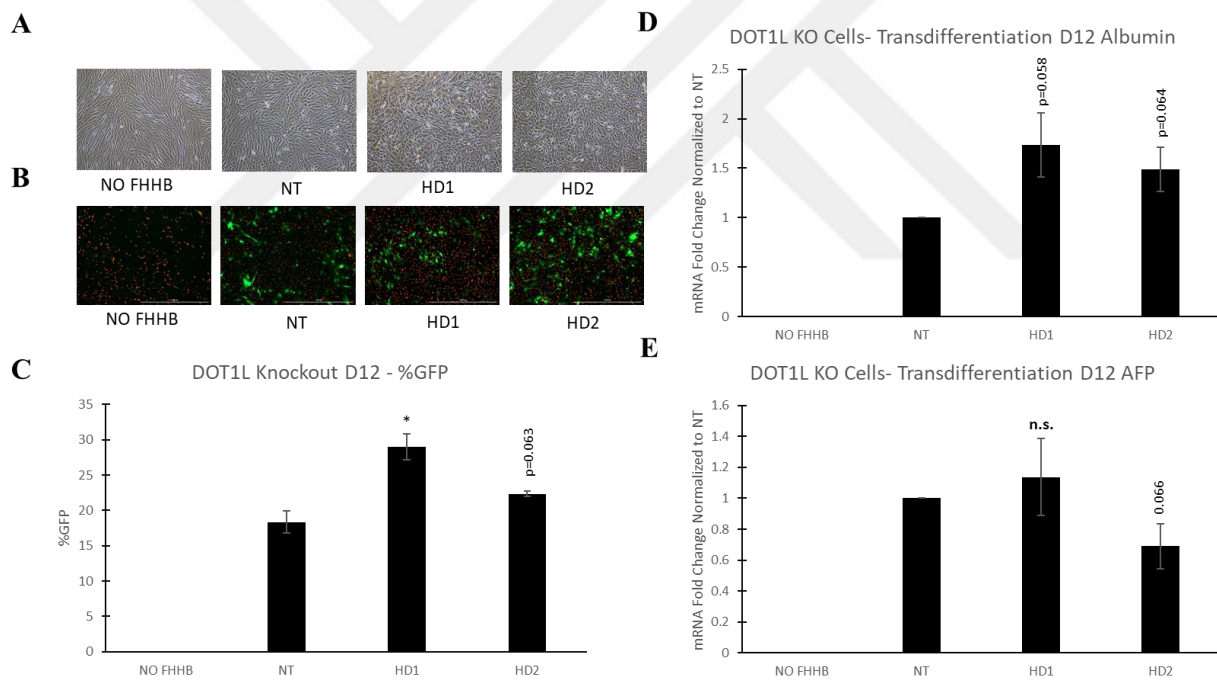 A
NO FHHB NT HD1 HD2
B
NO FHHB NT HD1 HD2
C
DOT1L Knockout D12 - %GFP
%GFP
35
30
25
20
15
10
5
0
*
p=0.063
NO FHHB NT HD1 HD2
D
DOT1L KO Cells- Transdifferentiation D12 Albumin
mRNA Fold Change Normalized to NT
2.5
2
1.5
1
0.5
0
p=0.058
p=0.064
NO FHHB NT HD1 HD2
E
DOT1L KO Cells- Transdifferentiation D12 AFP
mRNA Fold Change Normalized to NT
1.6
1.4
1.2
1
0.8
0.6
0.4
0.2
0
n.s.
0.066
NO FHHB NT HD1 HD2